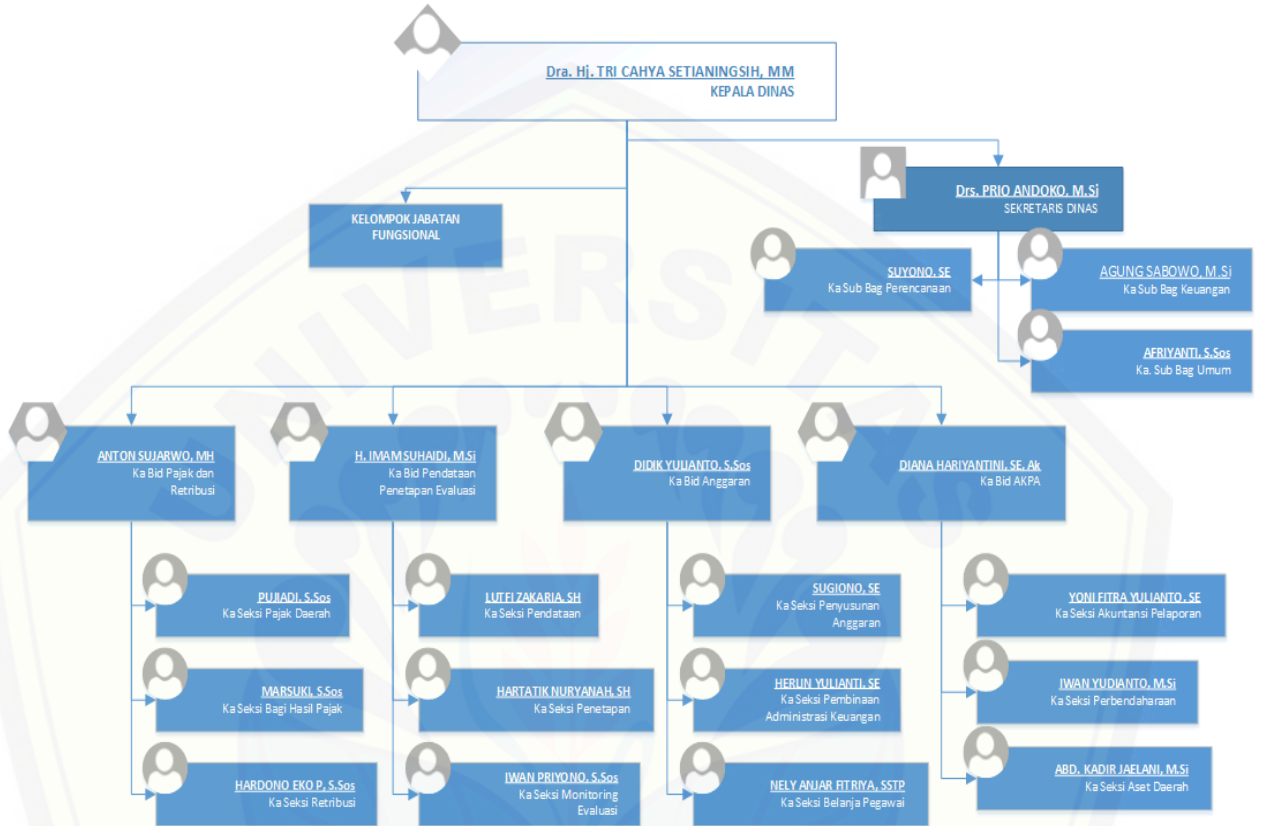 Dra. Hj. TRI CAHYA SETIANINGSIH, MM
KEPALA DINAS
Drs. PRIO ANDOKO, M.Si
SEKRETARIS DINAS
KELOMPOK JABATAN
FUNGSIONAL
SUYONO, SE
Ka Sub Bag Perencanaan
AGUNG SABOWO, M.Si
Ka Sub Bag Keuangan
AFRIYANTI, S.Sos
Ka. Sub Bag Umum
ANTON SUJARWO, MH
Ka Bid Pajak dan
Retribusi
H. IMAM SUHAIDI, M.Si
Ka Bid Pendataan
Penetapan Evaluasi
DIDIK YULIANTO, S.Sos
Ka Bid Anggaran
DIANA HARIYANTINI, SE, Ak
Ka Bid AKPA
PUJIADI, S.Sos
Ka Seksi Pajak Daerah
MARSUKI, S.Sos
Ka Seksi Bagi Hasil Pajak
HARDONO EKO P, S.Sos
Ka Seksi Retribusi
LUTFI ZAKARIA, SH
Ka Seksi Pendataan
HARTATIK NURYANAH, SH
Ka Seksi Penetapan
IWAN PRIYONO, S.Sos
Ka Seksi Monitoring
Evaluasi
SUGIONO, SE
Ka Seksi Penyusunan
Anggaran
HERLIN YULIANTI, SE
Ka Seksi Pembinaan
Administrasi Keuangan
NELY ANJAR FITRIYA, SSTP
Ka Seksi Belanja Pegawai
YONI FITRA YULIANTO, SE
Ka Seksi Akuntansi Pelaporan
IWAN YUDIANTO, M.Si
Ka Seksi Perbendaharaan
ABD. KADIR JAELANI, M.Si
Ka Seksi Aset Daerah
UNIVERSITAS